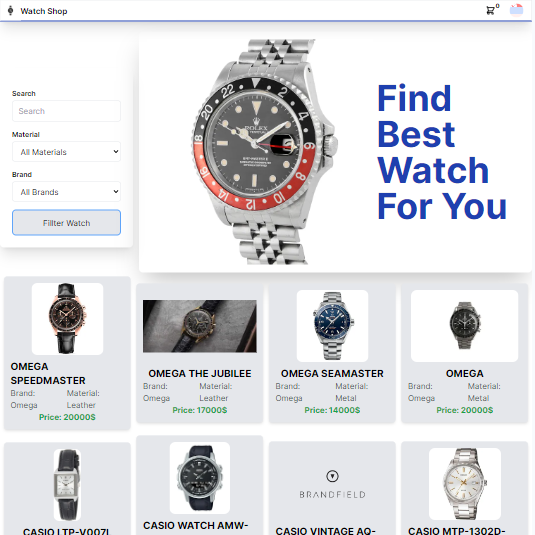 Watch Shop
0
Search
Search
Material
All Materials
Brand
All Brands
Fillter Watch
ROLEX
Find
Best
Watch
For You
OMEGA
SPEEDMASTER
Brand:
Omega
Material:
Leather
Price: 20000$
OMEGA THE JUBILEE
Brand:
Omega
Material:
Leather
Price: 17000$
OMEGA SEAMASTER
Brand:
Omega
Material:
Metal
Price: 14000$
OMEGA
Brand:
Omega
Material:
Metal
Price: 20000$
CASIO LTP-V007L
CASIO WATCH AMW-
BRANDFIELD
CASIO VINTAGE AQ-
CASIO MTP-1302D-